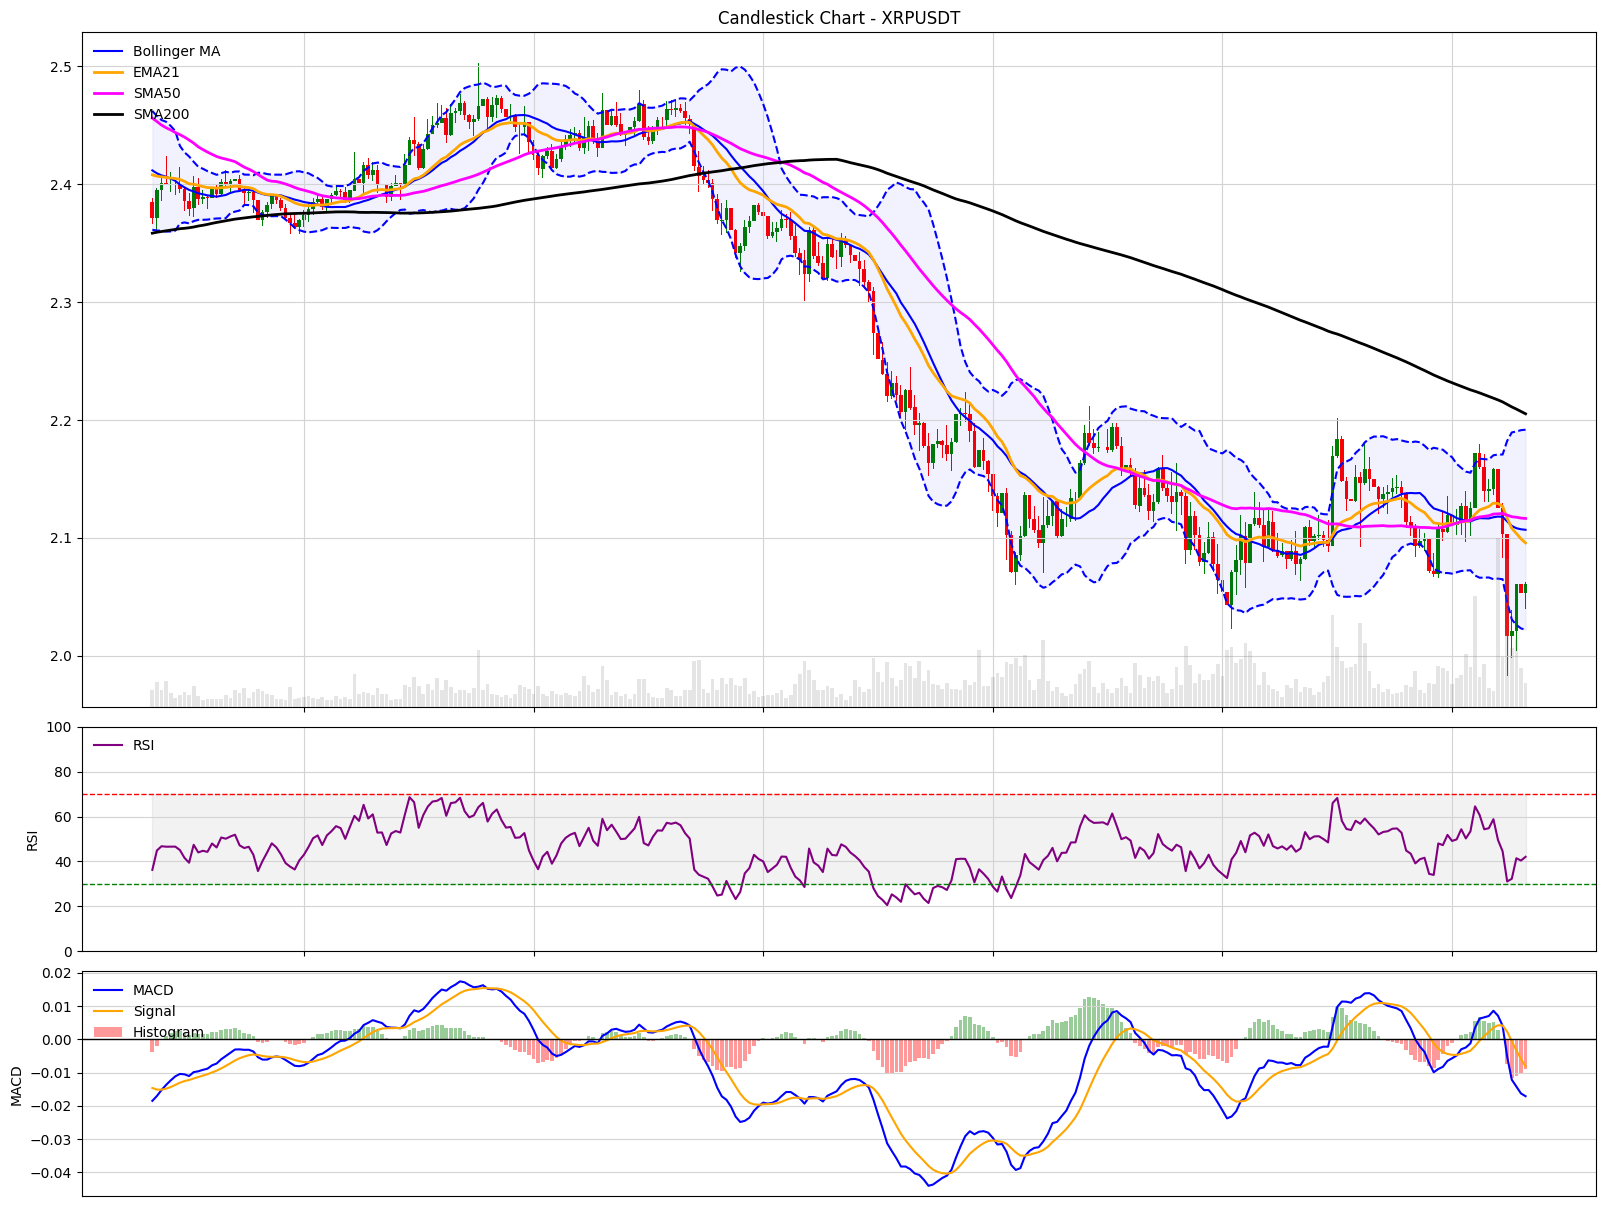 Candlestick Chart - XRPUSDT
Bollinger MA
EMA21
SMA50
SMA200
2.5
2.4
2.3
2.2
2.1
2.0
RSI
100
80
60
40
20
0
RSI
MACD
Signal
Histogram
0.02
0.01
0.00
−0.01
−0.02
−0.03
−0.04
MACD